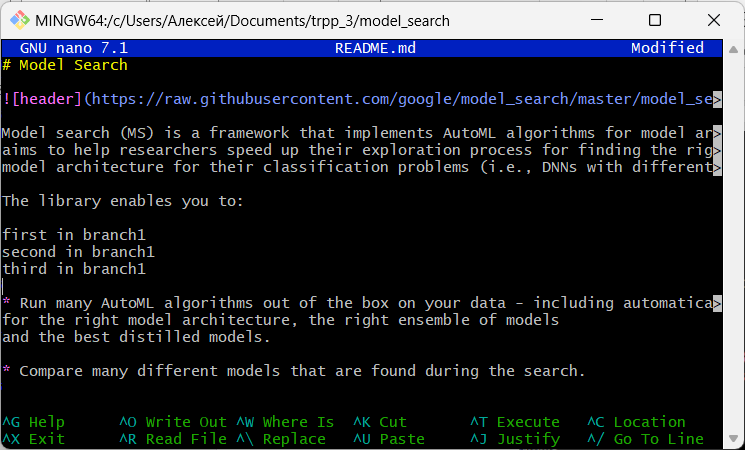 MINGW64:/c/Users/Алексей/Documents/trpp_3/model_search
GNU nano 7.1 README.md Modified
# Model Search
![header](https://raw.githubusercontent.com/google/model_search/master/model_se>
Model search (MS) is a framework that implements AutoML algorithms for model ar>
aims to help researchers speed up their exploration process for finding the rig>
model architecture for their classification problems (i.e., DNNs with different>
The library enables you to:
first in branch1
second in branch1
third in branch1
* Run many AutoML algorithms out of the box on your data - including automatica>
for the right model architecture, the right ensemble of models
and the best distilled models.
* Compare many different models that are found during the search.
^G Help ^O Write Out ^W Where Is ^K Cut ^T Execute ^C Location
^X Exit ^R Read File ^\ Replace ^U Paste ^J Justify ^/ Go To Line